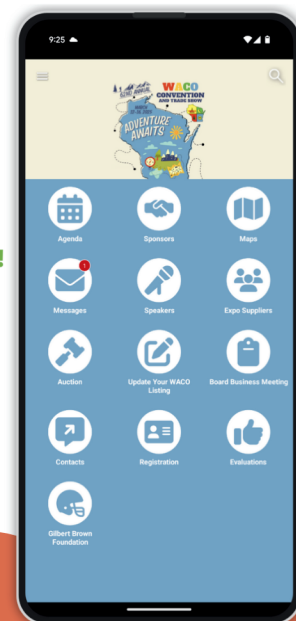 9:25
WACO
CONVENTION
AND TRADE SHOW
ADVENTURE
AWAITS
Agenda
Sponsors
Maps
1
Messages
Speakers
Expo Suppliers
Auction
Update Your WACO
Listing
Board Business Meeting
Contacts
Registration
Evaluations
Gilbert Brown
Foundation
!